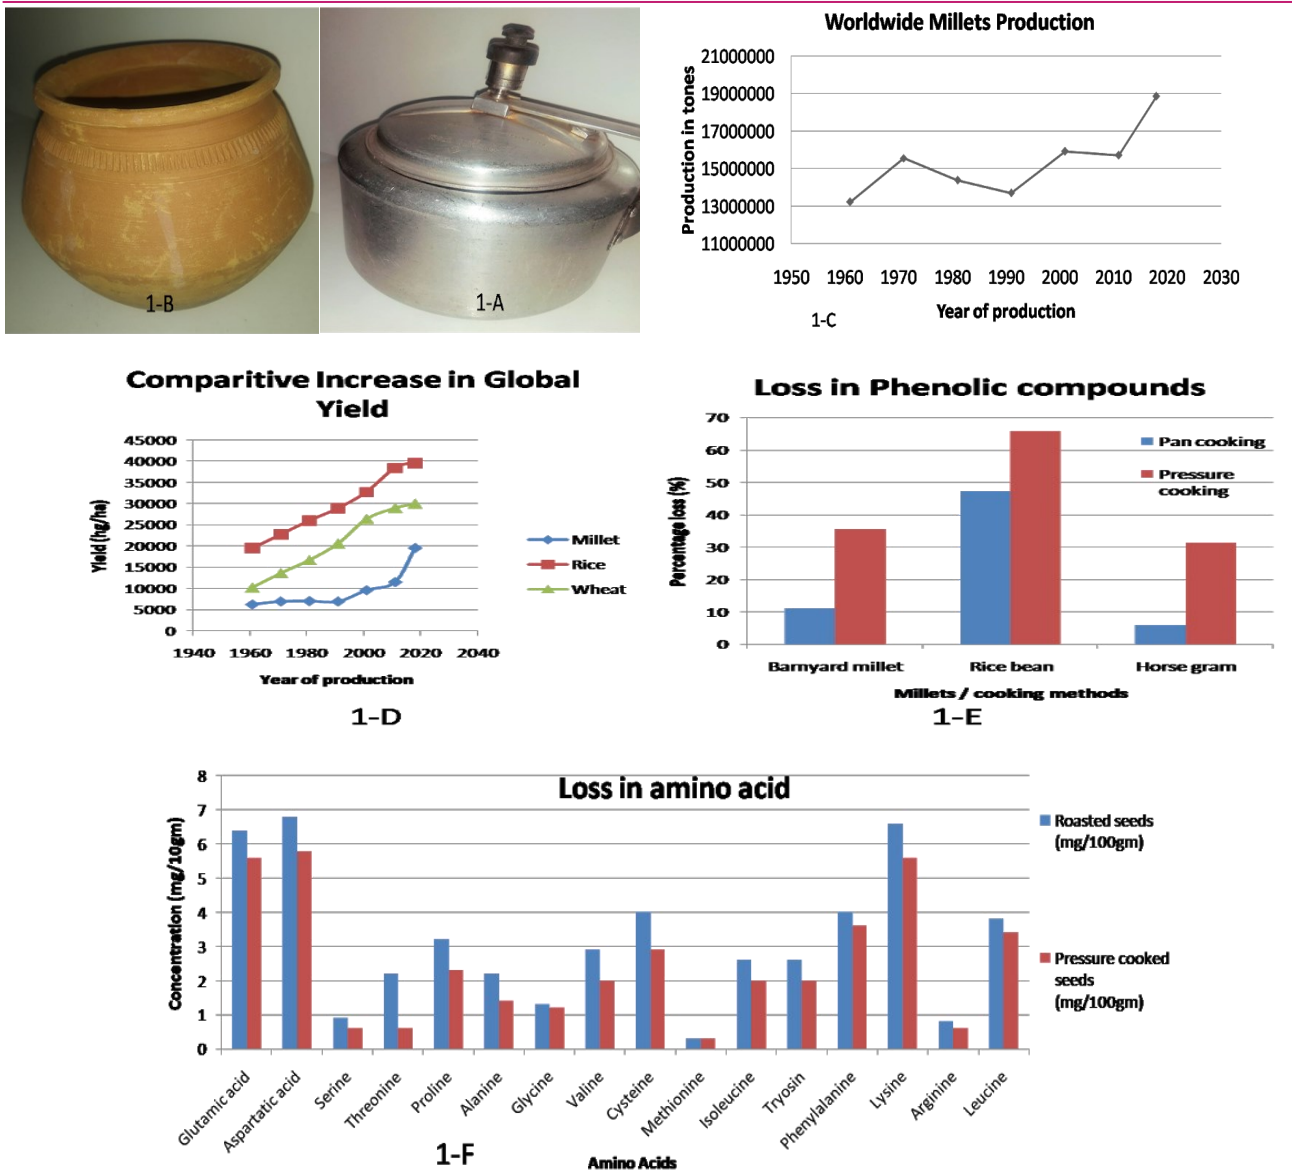 1-B
1-A
Worldwide Millets Production
21000000
19000000
17000000
15000000
13000000
11000000
Production in tones
1950 1960 1970 1980 1990 2000 2010 2020 2030
Year of production
1-C
Comparitive Increase in Global
Yield
45000
40000
35000
30000
25000
20000
15000
10000
5000
0
Yield (hg/ha)
1940 1960 1980 2000 2020 2040
Year of production
Millet
Rice
Wheat
1-D
Loss in Phenolic compounds
70
60
50
40
30
20
10
0
Percentage loss (%)
Pan cooking
Pressure
cooking
Barnyard millet Rice bean Horse gram
Millets / cooking methods
1-E
Loss in amino acid
8
7
6
5
4
3
2
1
0
Concentration (mg/10gm)
Roasted seeds
(mg/100gm)
Pressure cooked
seeds
(mg/100gm)
Glutamic acid
Aspartatic acid
Serine
Threonine
Proline
Alanine
Glycine
Valine
Cysteine
Methionine
Isoleucine
Tryosin
Phenylalanine
Lysine
Arginine
Leucine
1-F
Amino Acids